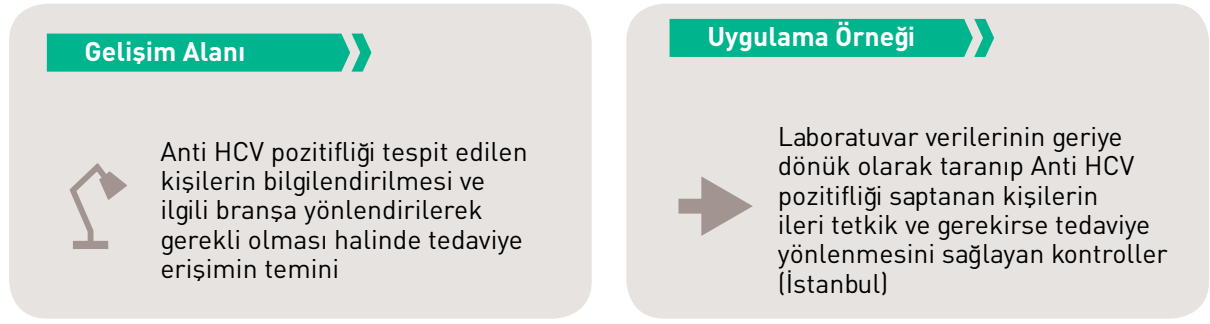 Gelişim Alanı
Anti HCV pozitifliği tespit edilen
kişilerin bilgilendirilmesi ve
ilgili branşa yönlendirilerek
gerekli olması halinde tedaviye
erişimin temini
Uygulama Örneği
Laboratuvar verilerinin geriye
dönük olarak taranıp Anti HCV
pozitifliği saptanan kişilerin
ileri tetkik ve gerekirse tedaviye
yönlenmesini sağlayan kontroller
(İstanbul)